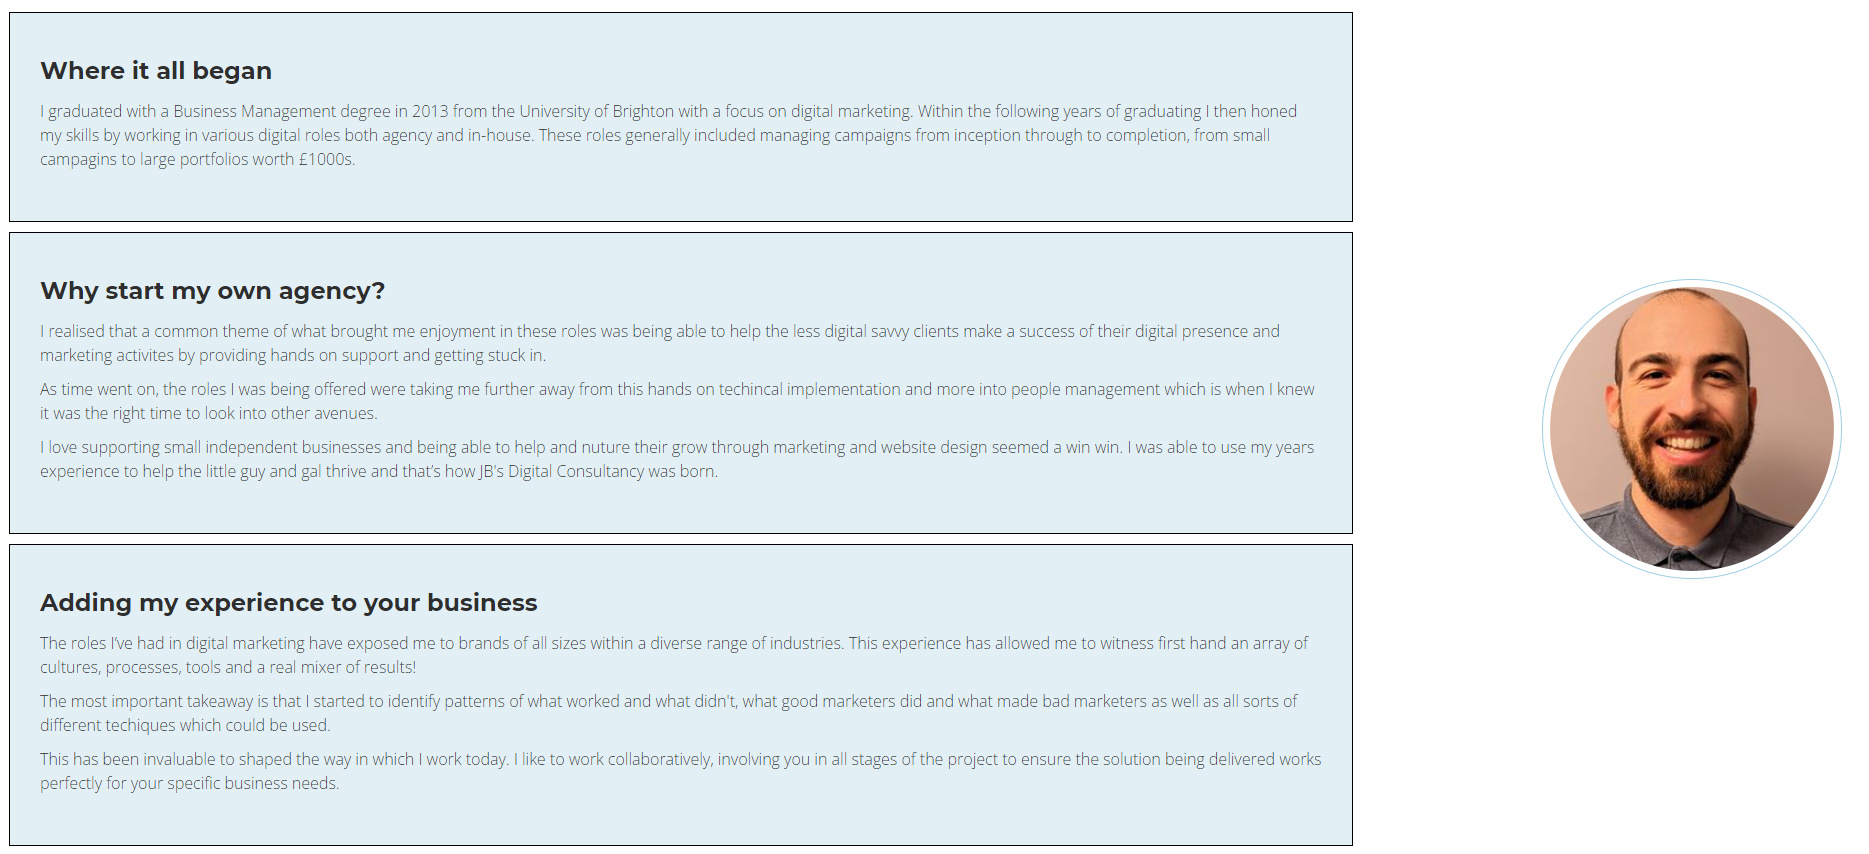 Where it all began
I graduated with a Business Management degree in 2013 from the University of Brighton with a focus on digital marketing. Within the following years of graduating I then honed
my skills by working in various digital roles both agency and in-house. These roles generally included managing campaigns from inception through to completion, from small
campagins to large portfolios worth £1000s.
Why start my own agency?
I realised that a common theme of what brought me enjoyment in these roles was being able to help the less digital savvy clients make a success of their digital presence and
marketing activites by providing hands on support and getting stuck in.
As time went on, the roles I was being offered were taking me further away from this hands on techincal implementation and more into people management which is when I knew
it was the right time to look into other avenues.
I love supporting small independent businesses and being able to help and nuture their grow through marketing and website design seemed a win win. I was able to use my years
experience to help the little guy and gal thrive and that’s how JB's Digital Consultancy was born.
Adding my experience to your business
The roles I’ve had in digital marketing have exposed me to brands of all sizes within a diverse range of industries. This experience has allowed me to witness first hand an array of
cultures, processes, tools and a real mixer of results!
The most important takeaway is that I started to identify patterns of what worked and what didn't, what good marketers did and what made bad marketers as well as all sorts of
different techiques which could be used.
This has been invaluable to shaped the way in which I work today. I like to work collaboratively, involving you in all stages of the project to ensure the solution being delivered works
perfectly for your specific business needs.